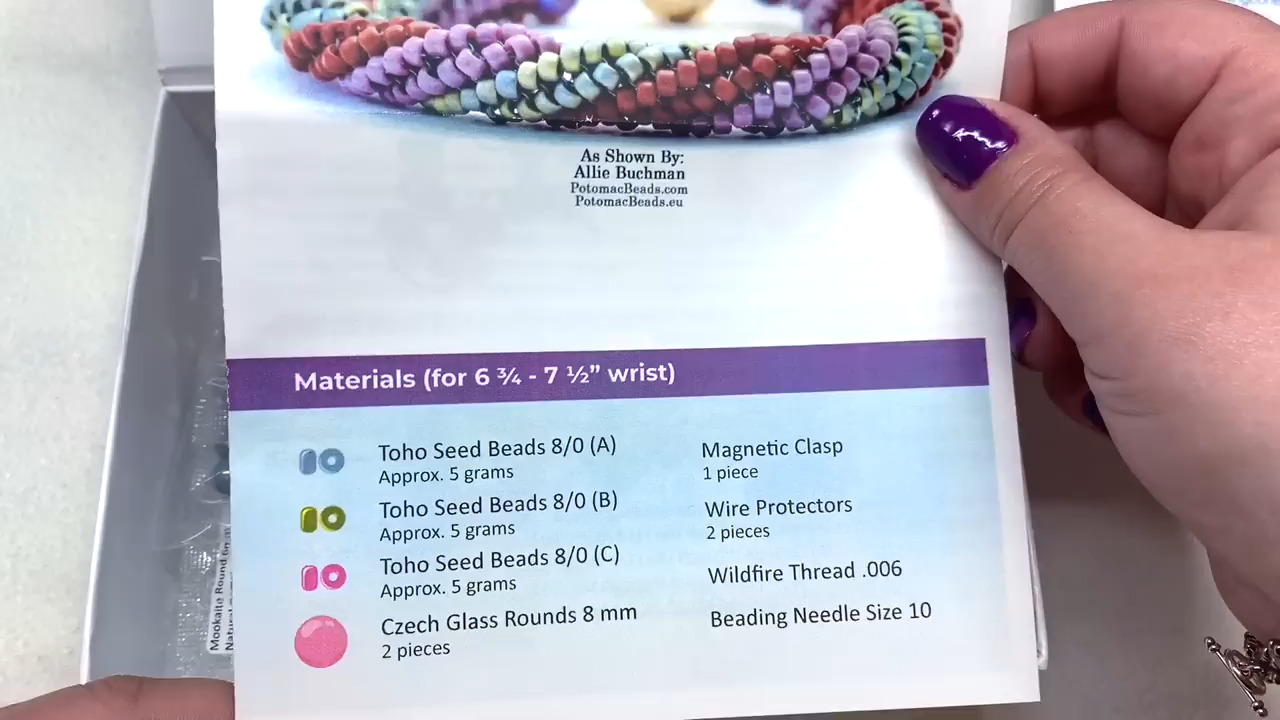 As Shown By:
Allie Buchman
PotomacBeads.com
PotomacBeads.eu
Materials (for 6 ¾ - 7 ½” wrist)
Toho Seed Beads 8/0 (A)
Approx. 5 grams
Toho Seed Beads 8/0 (B)
Approx. 5 grams
Toho Seed Beads 8/0 (C)
Approx. 5 grams
Czech Glass Rounds 8 mm
2 pieces
Magnetic Clasp
1 piece
Wire Protectors
2 pieces
Wildfire Thread .006
Beading Needle Size 10
Mookaite Round 6m
Natural